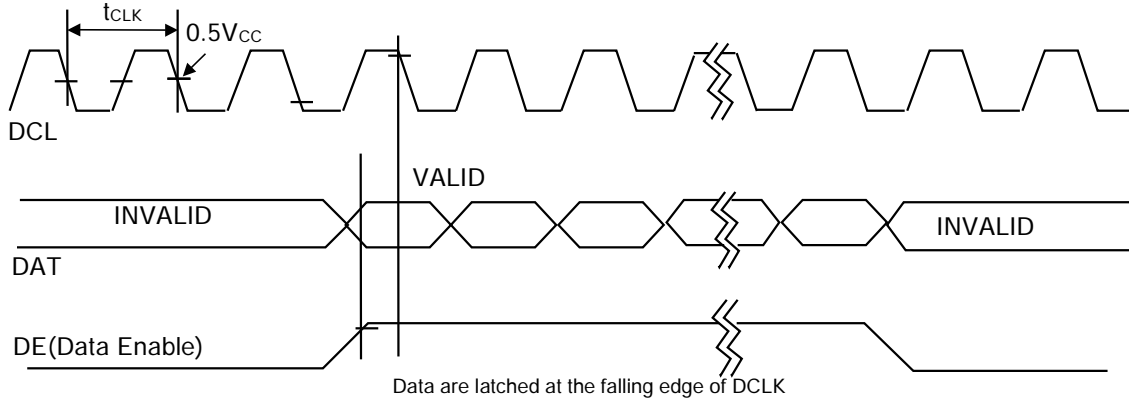 tCLK
0.5VCC
DCL
VALID
INVALID
INVALID
DAT
DE(Data Enable)
Data are latched at the falling edge of DCLK